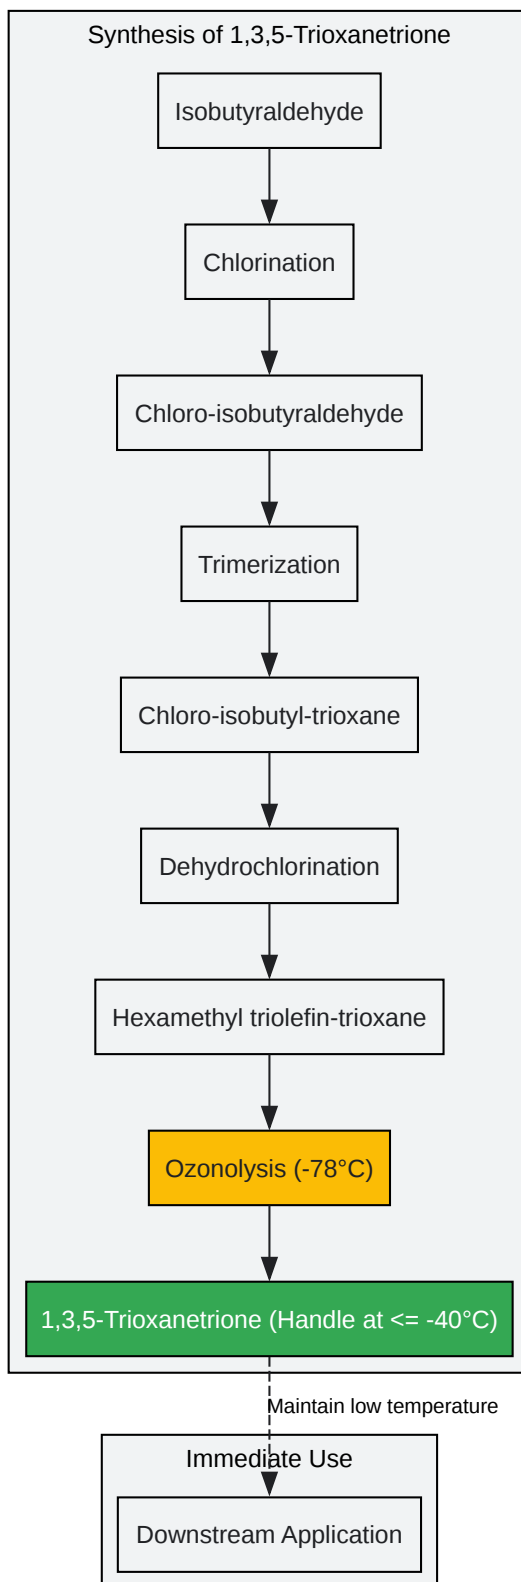 Synthesis of 1,3,5-Trioxanetrione
Isobutyraldehyde
Chlorination
Chloro-isobutyraldehyde
Trimerization
Chloro-isobutyl-trioxane
Dehydrochlorination
Hexamethyl triolefin-trioxane
Ozonolysis (-78°C)
1,3,5-Trioxanetrione (Handle at <= -40°C)
Maintain low temperature
Immediate Use
Downstream Application